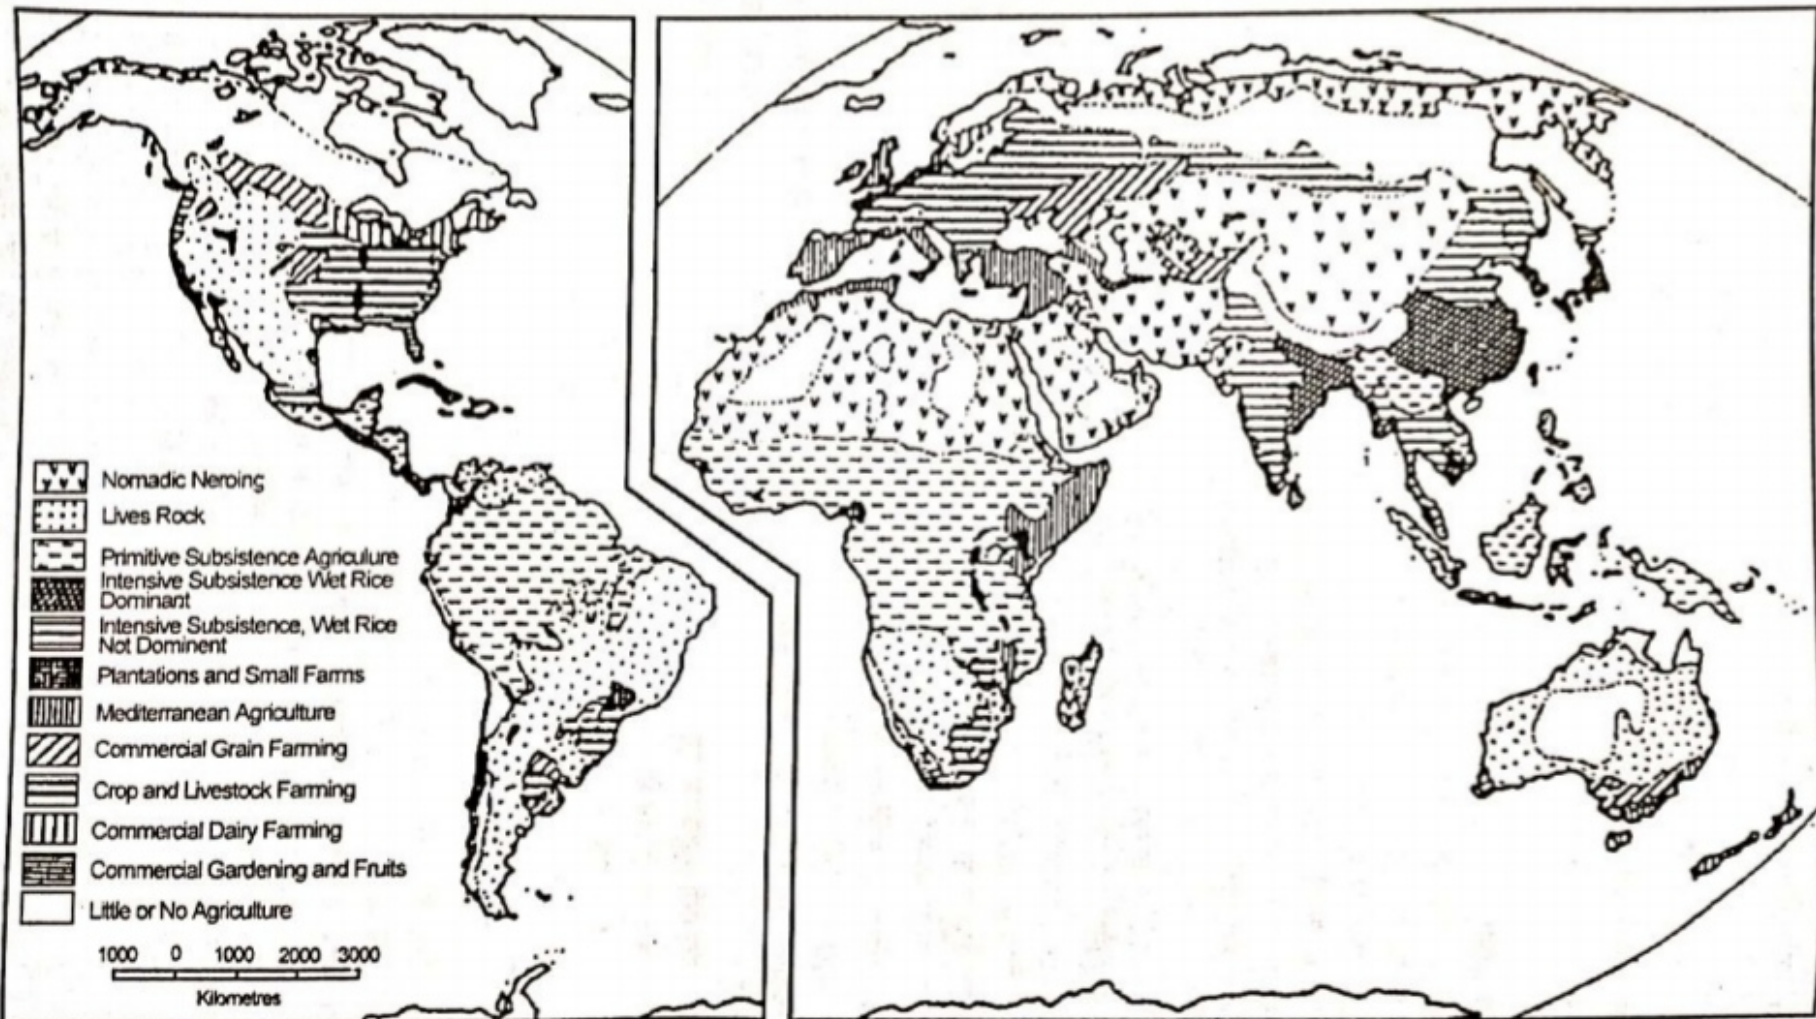 Nomadic Neroing
Lives Rock
Primitive Subsistence Agriculure
Intensive Subsistence Wet Rice
Dominant
Intensive Subsistence, Wet Rice
Not Dominent
Plantations and Small Farms
Mediterranean Agriculture
Commercial Grain Farming
Crop and Livestock Farming
Commercial Dairy Farming
Commercial Gardening and Fruits
Little or No Agriculture
1000 0 1000 2000 3000
Kilometres